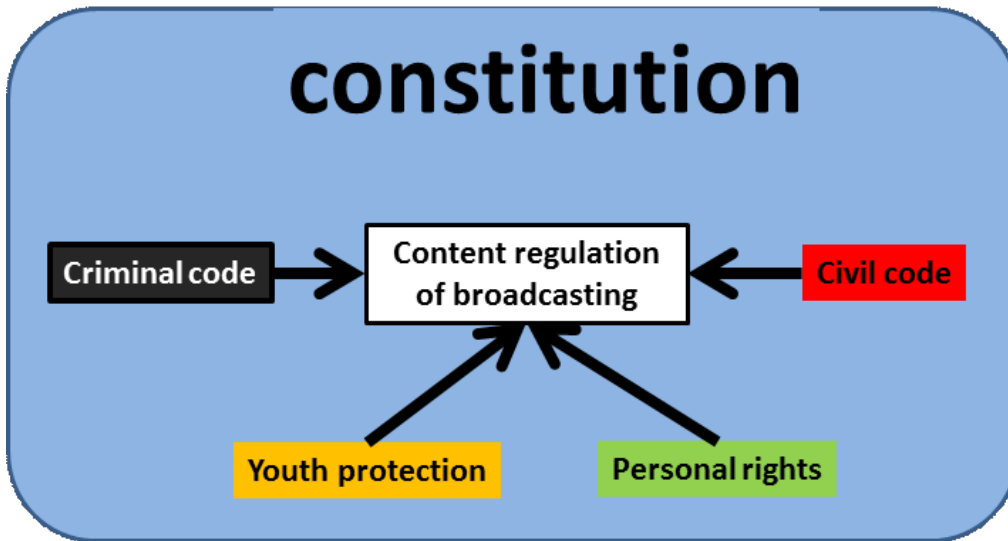 constitution
Criminal code
Content regulation
of broadcasting
Civil code
Youth protection
Personal rights